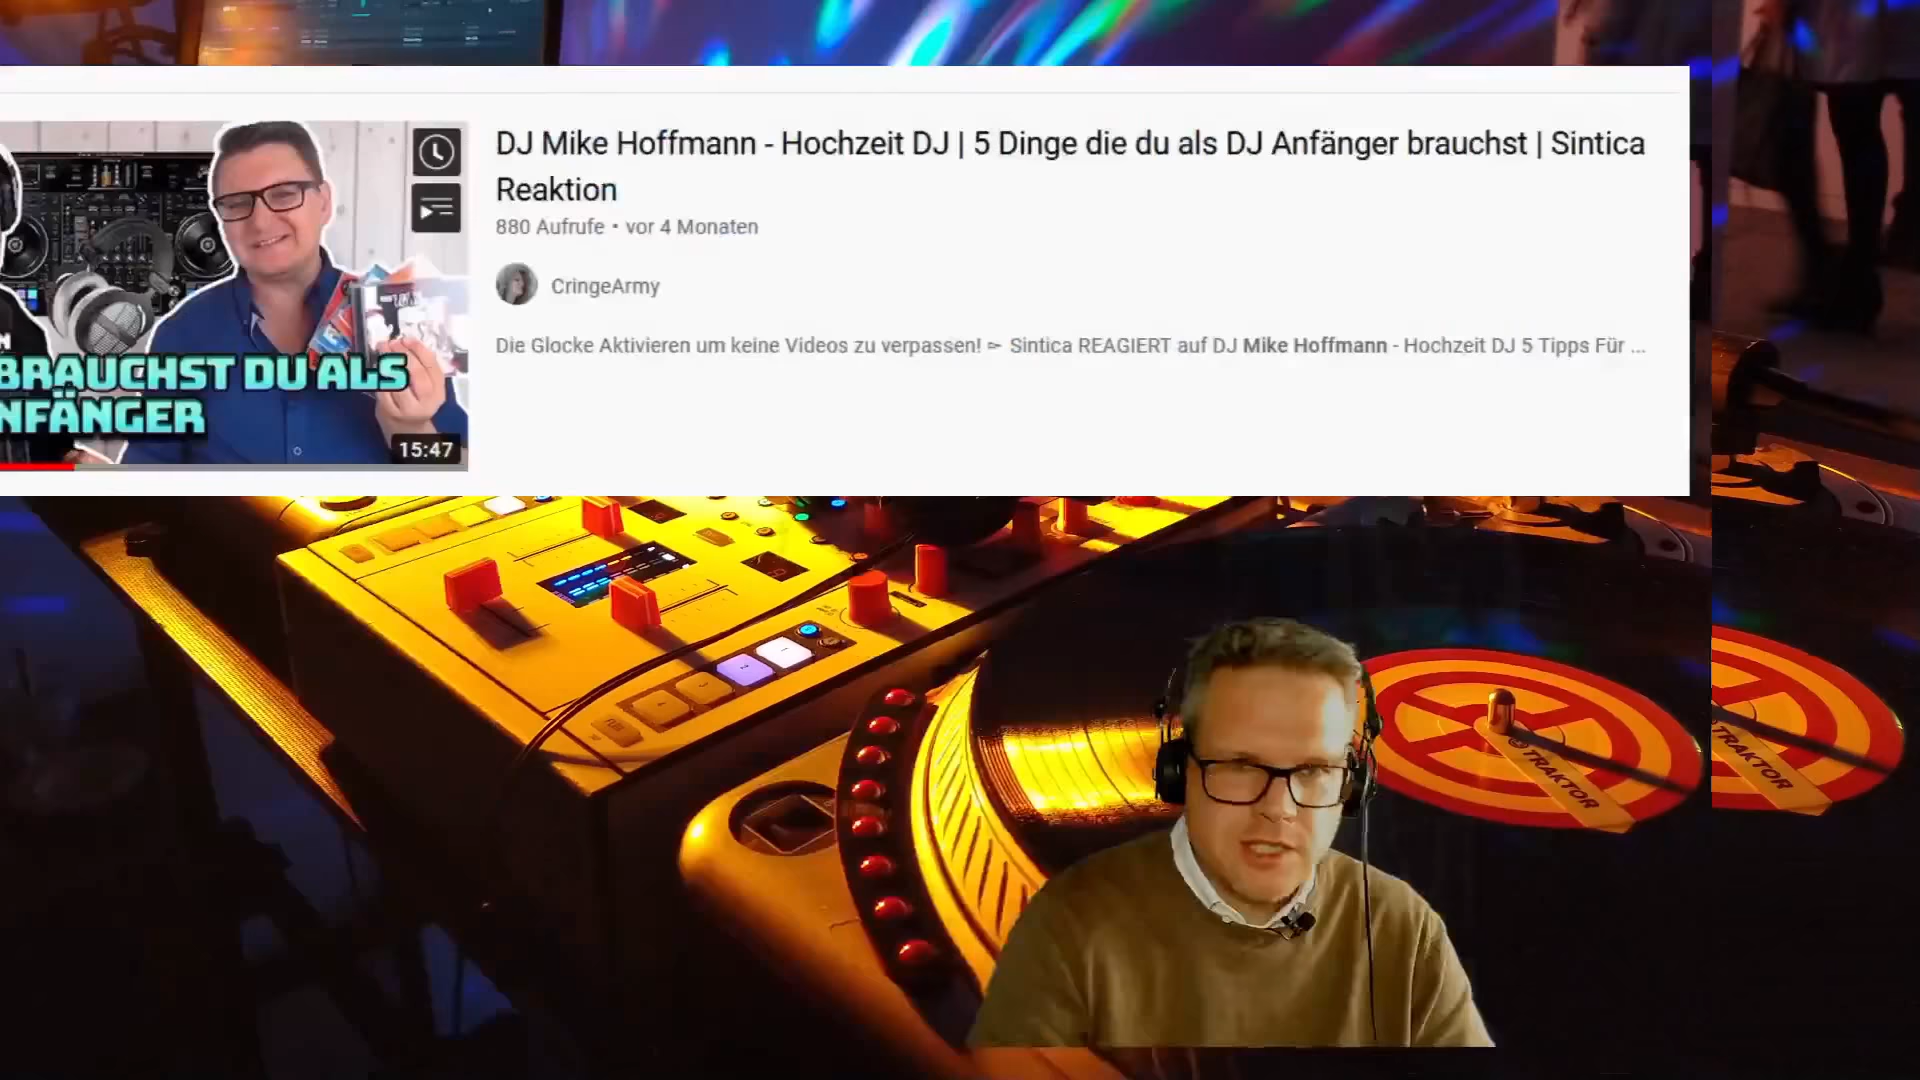 DJ Mike Hoffmann - Hochzeit DJ | 5 Dinge die du als DJ Anfänger brauchst | Sintica
Reaktion
880 Aufrufe • vor 4 Monaten
CringeArmy
Die Glocke Aktivieren um keine Videos zu verpassen! ➣ Sintica REAGIERT auf DJ Mike Hoffmann - Hochzeit DJ 5 Tipps Für ...
BRAUCHST DU ALS
NFÄNGER
15:47
TRAKTOR
TRAKTOR